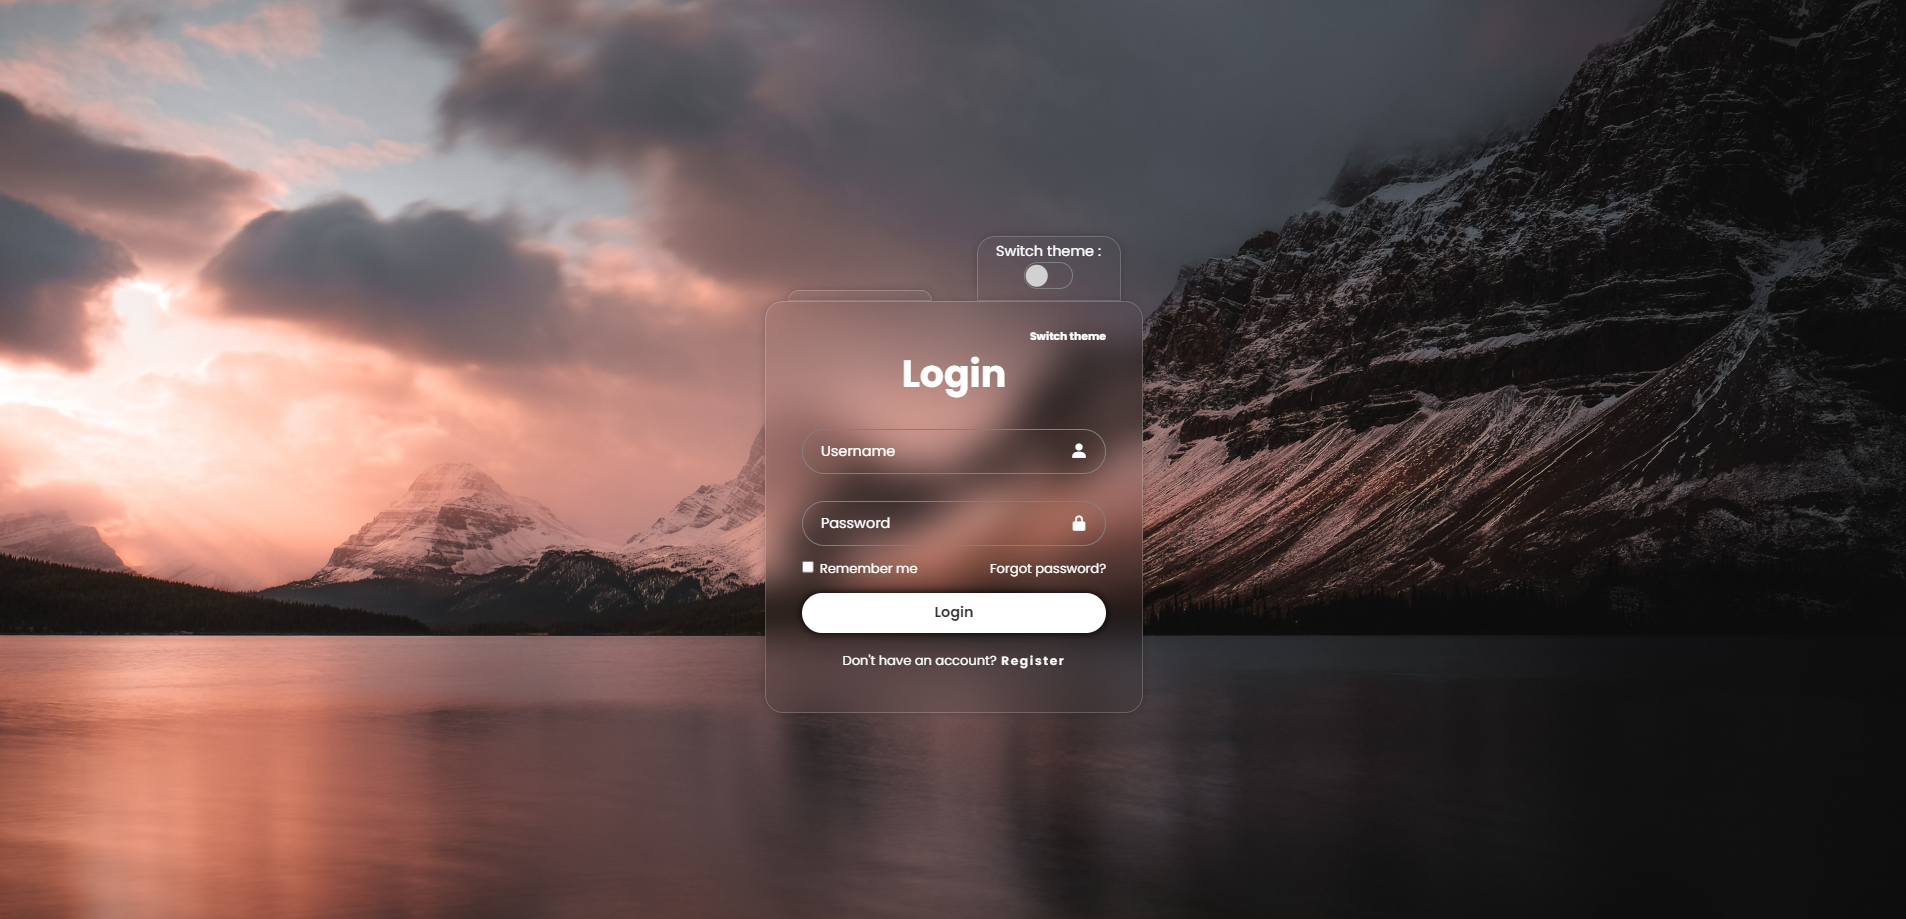 Switch theme :
Switch theme
Login
Username
Password
Remember me
Forgot password?
Login
Don't have an account? Register